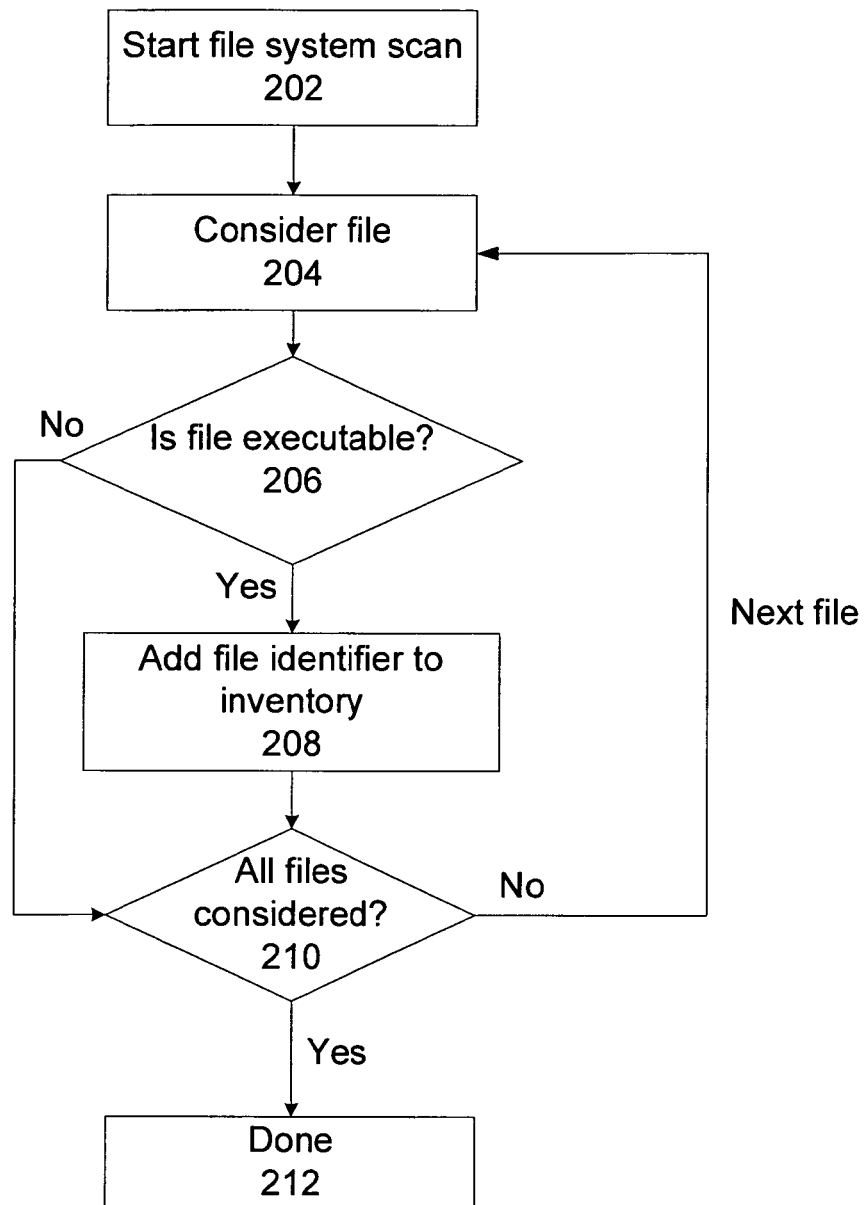 Start file system scan
202
Consider file
204
No
Is file executable?
206
Yes
Next file
Add file identifier to
inventory
208
All files
considered?
210
No
Yes
Done
212